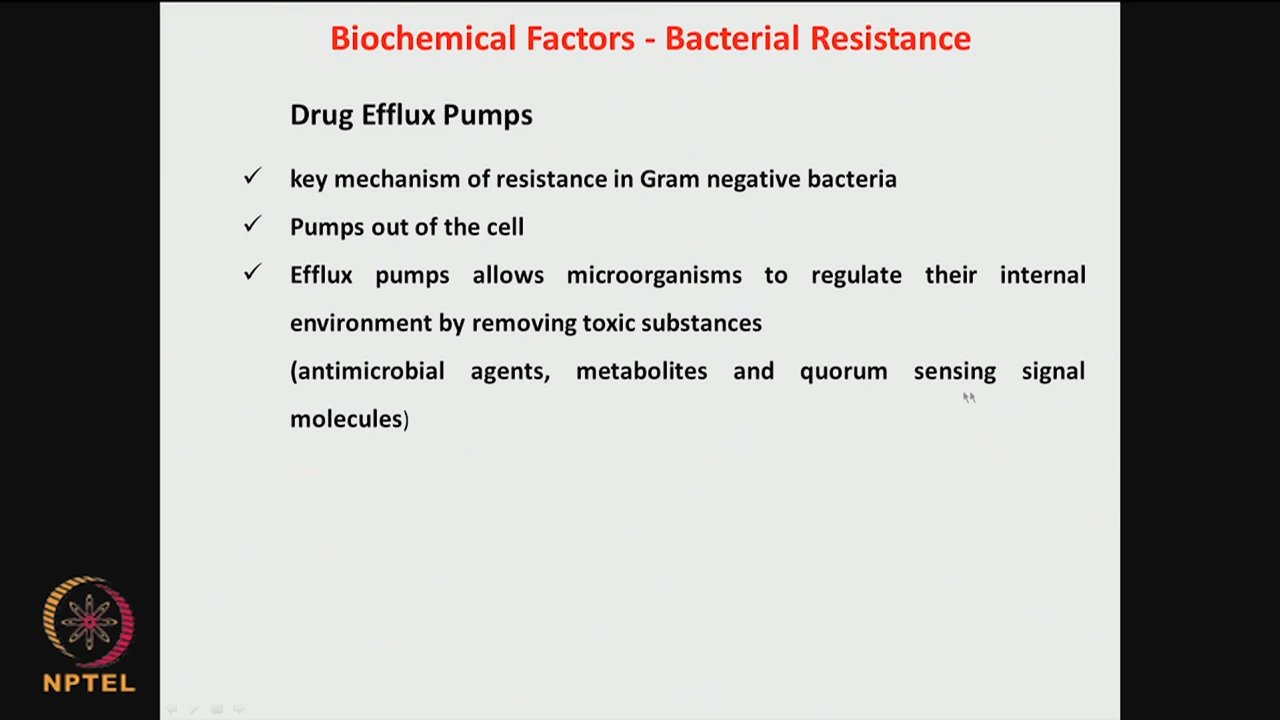 Biochemical Factors - Bacterial Resistance
Drug Efflux Pumps
✓ key mechanism of resistance in Gram negative bacteria
✓ Pumps out of the cell
✓ Efflux pumps allows microorganisms to regulate their internal
environment by removing toxic substances
(antimicrobial agents, metabolites and quorum sensing signal
molecules)
NPTEL